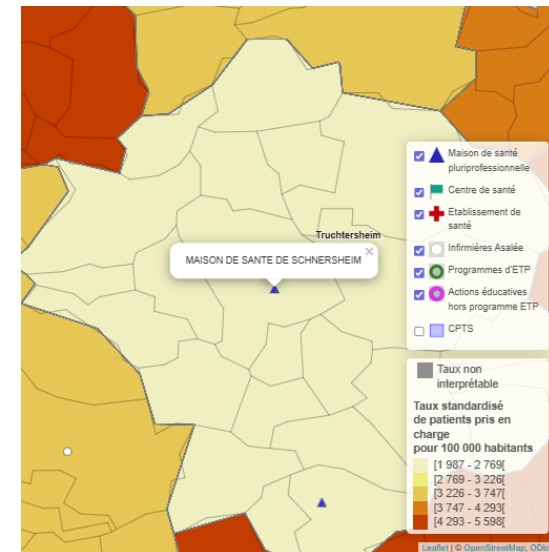 Truchtersheim
MAISON DE SANTE DE SCHNERSHEIM
×
Maison de santé
pluriprofessionnelle
Centre de santé
Etablissement de
santé
Infirmières Asalée
Programmes d'ETP
Actions éducatives
hors programme ETP
CPTS
Taux non
interprétable
Taux standardisé
de patients pris en
charge
pour 100 000 habitants
[1 987 - 2 769[
[2 769 - 3 226[
[3 226 - 3 747[
[3 747 - 4 293[
[4 293 - 5 598[
Leaflet | © OpenStreetMap, ODb